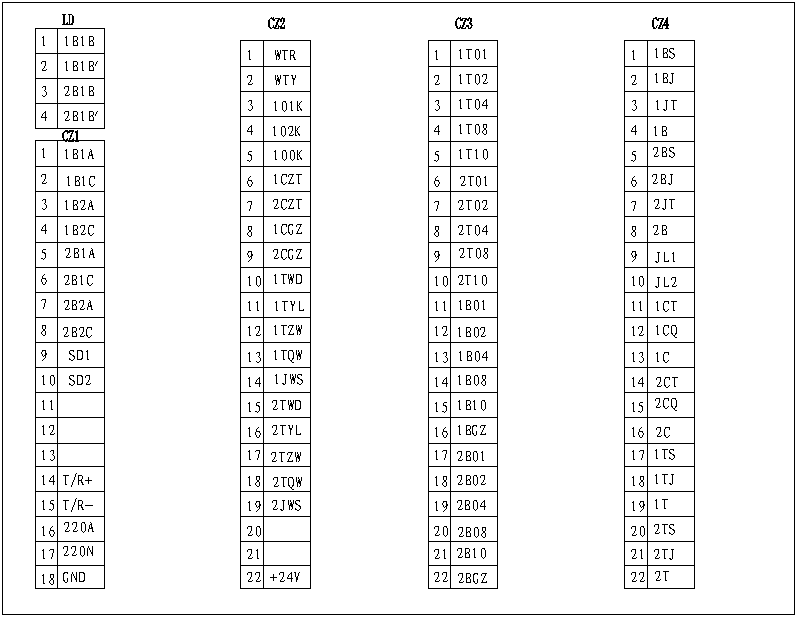 LD
1 1B1B
2 1B1B'
3 2B1B
4 2B1B'
CZ1
1 1B1A
2 1B1C
3 1B2A
4 1B2C
5 2B1A
6 2B1C
7 2B2A
8 2B2C
9 SD1
10 SD2
11
12
13
14 T/R+
15 T/R-
16 220A
17 220N
18 GND
CZ2
1 WTR
2 WTY
3 101K
4 102K
5 100K
6 1CZT
7 2CZT
8 1CGZ
9 2CGZ
10 1TWD
11 1TYL
12 1TZW
13 1TQW
14 1JWS
15 2TWD
16 2TYL
17 2TZW
18 2TQW
19 2JWS
20
21
22 +24V
CZ3
1 1T01
2 1T02
3 1T04
4 1T08
5 1T10
6 2T01
7 2T02
8 2T04
9 2T08
10 2T10
11 1B01
12 1B02
13 1B04
14 1B08
15 1B10
16 1BGZ
17 2B01
18 2B02
19 2B04
20 2B08
21 2B10
22 2BGZ
CZ4
1 1BS
2 1BJ
3 1JT
4 1B
5 2BS
6 2BJ
7 2JT
8 2B
9 JL1
10 JL2
11 1CT
12 1CQ
13 1C
14 2CT
15 2CQ
16 2C
17 1TS
18 1TJ
19 1T
20 2TS
21 2TJ
22 2T